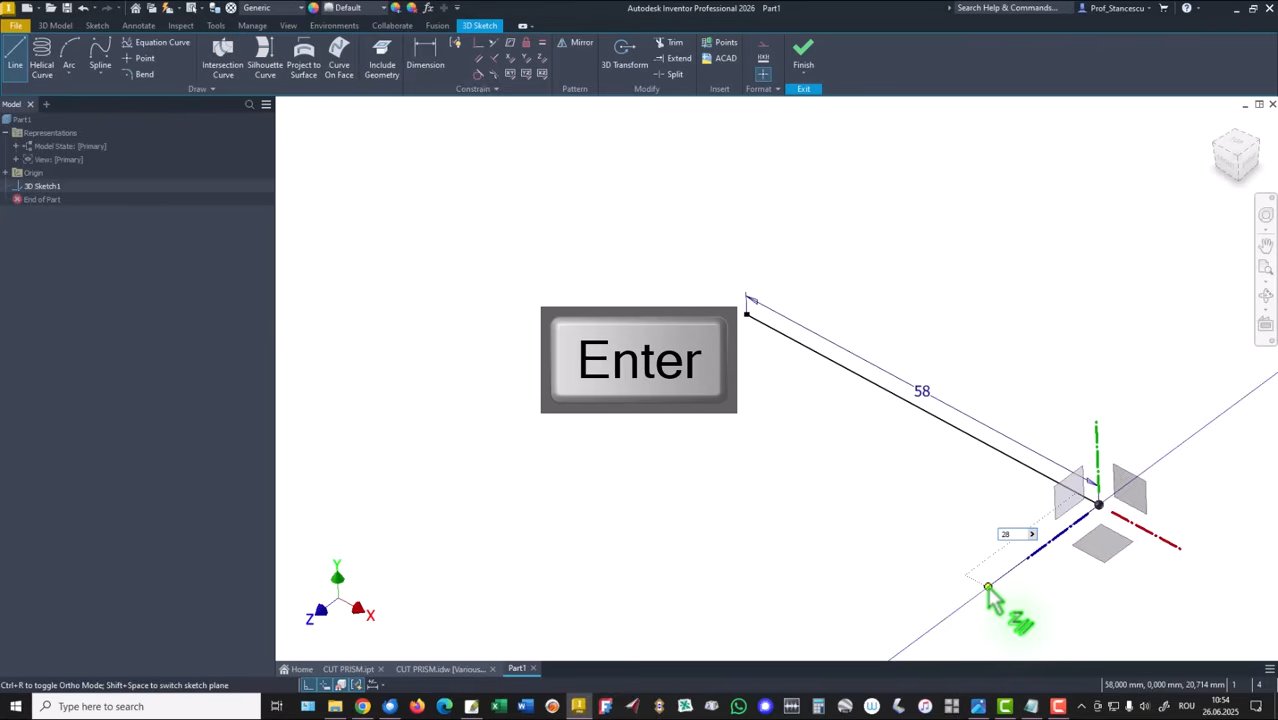 Generic
Default
Autodesk Inventor Professional 2026 Part1
Search Help & Commands...
Prof_Stancescu
File
3D Model
Sketch
Annotate
Inspect
Tools
Manage
View
Environments
Collaborate
Fusion
3D Sketch
Line
Helical Curve
Arc
Spline
Equation Curve
Point
Bend
Intersection Curve
Silhouette Curve
Project to Surface
Curve On Face
Include Geometry
Dimension
Mirror
3D Transform
Trim
Extend
Split
Points
ACAD
Finish
Draw
Constrain
Pattern
Modify
Insert
Format
Exit
Model
Part1
Representations
Model State: [Primary]
View: [Primary]
Origin
3D Sketch1
End of Part
Enter
58
28
Y
Z
X
Home
CUT PRISM.ipt
CUT PRISM.idw [Various...
Part1
Ctrl+R to toggle Ortho Mode; Shift+Space to switch sketch plane
58,000 mm, 0,000 mm, 20,714 mm
1
4
Type here to search
ROU
10:54
26.06.2025